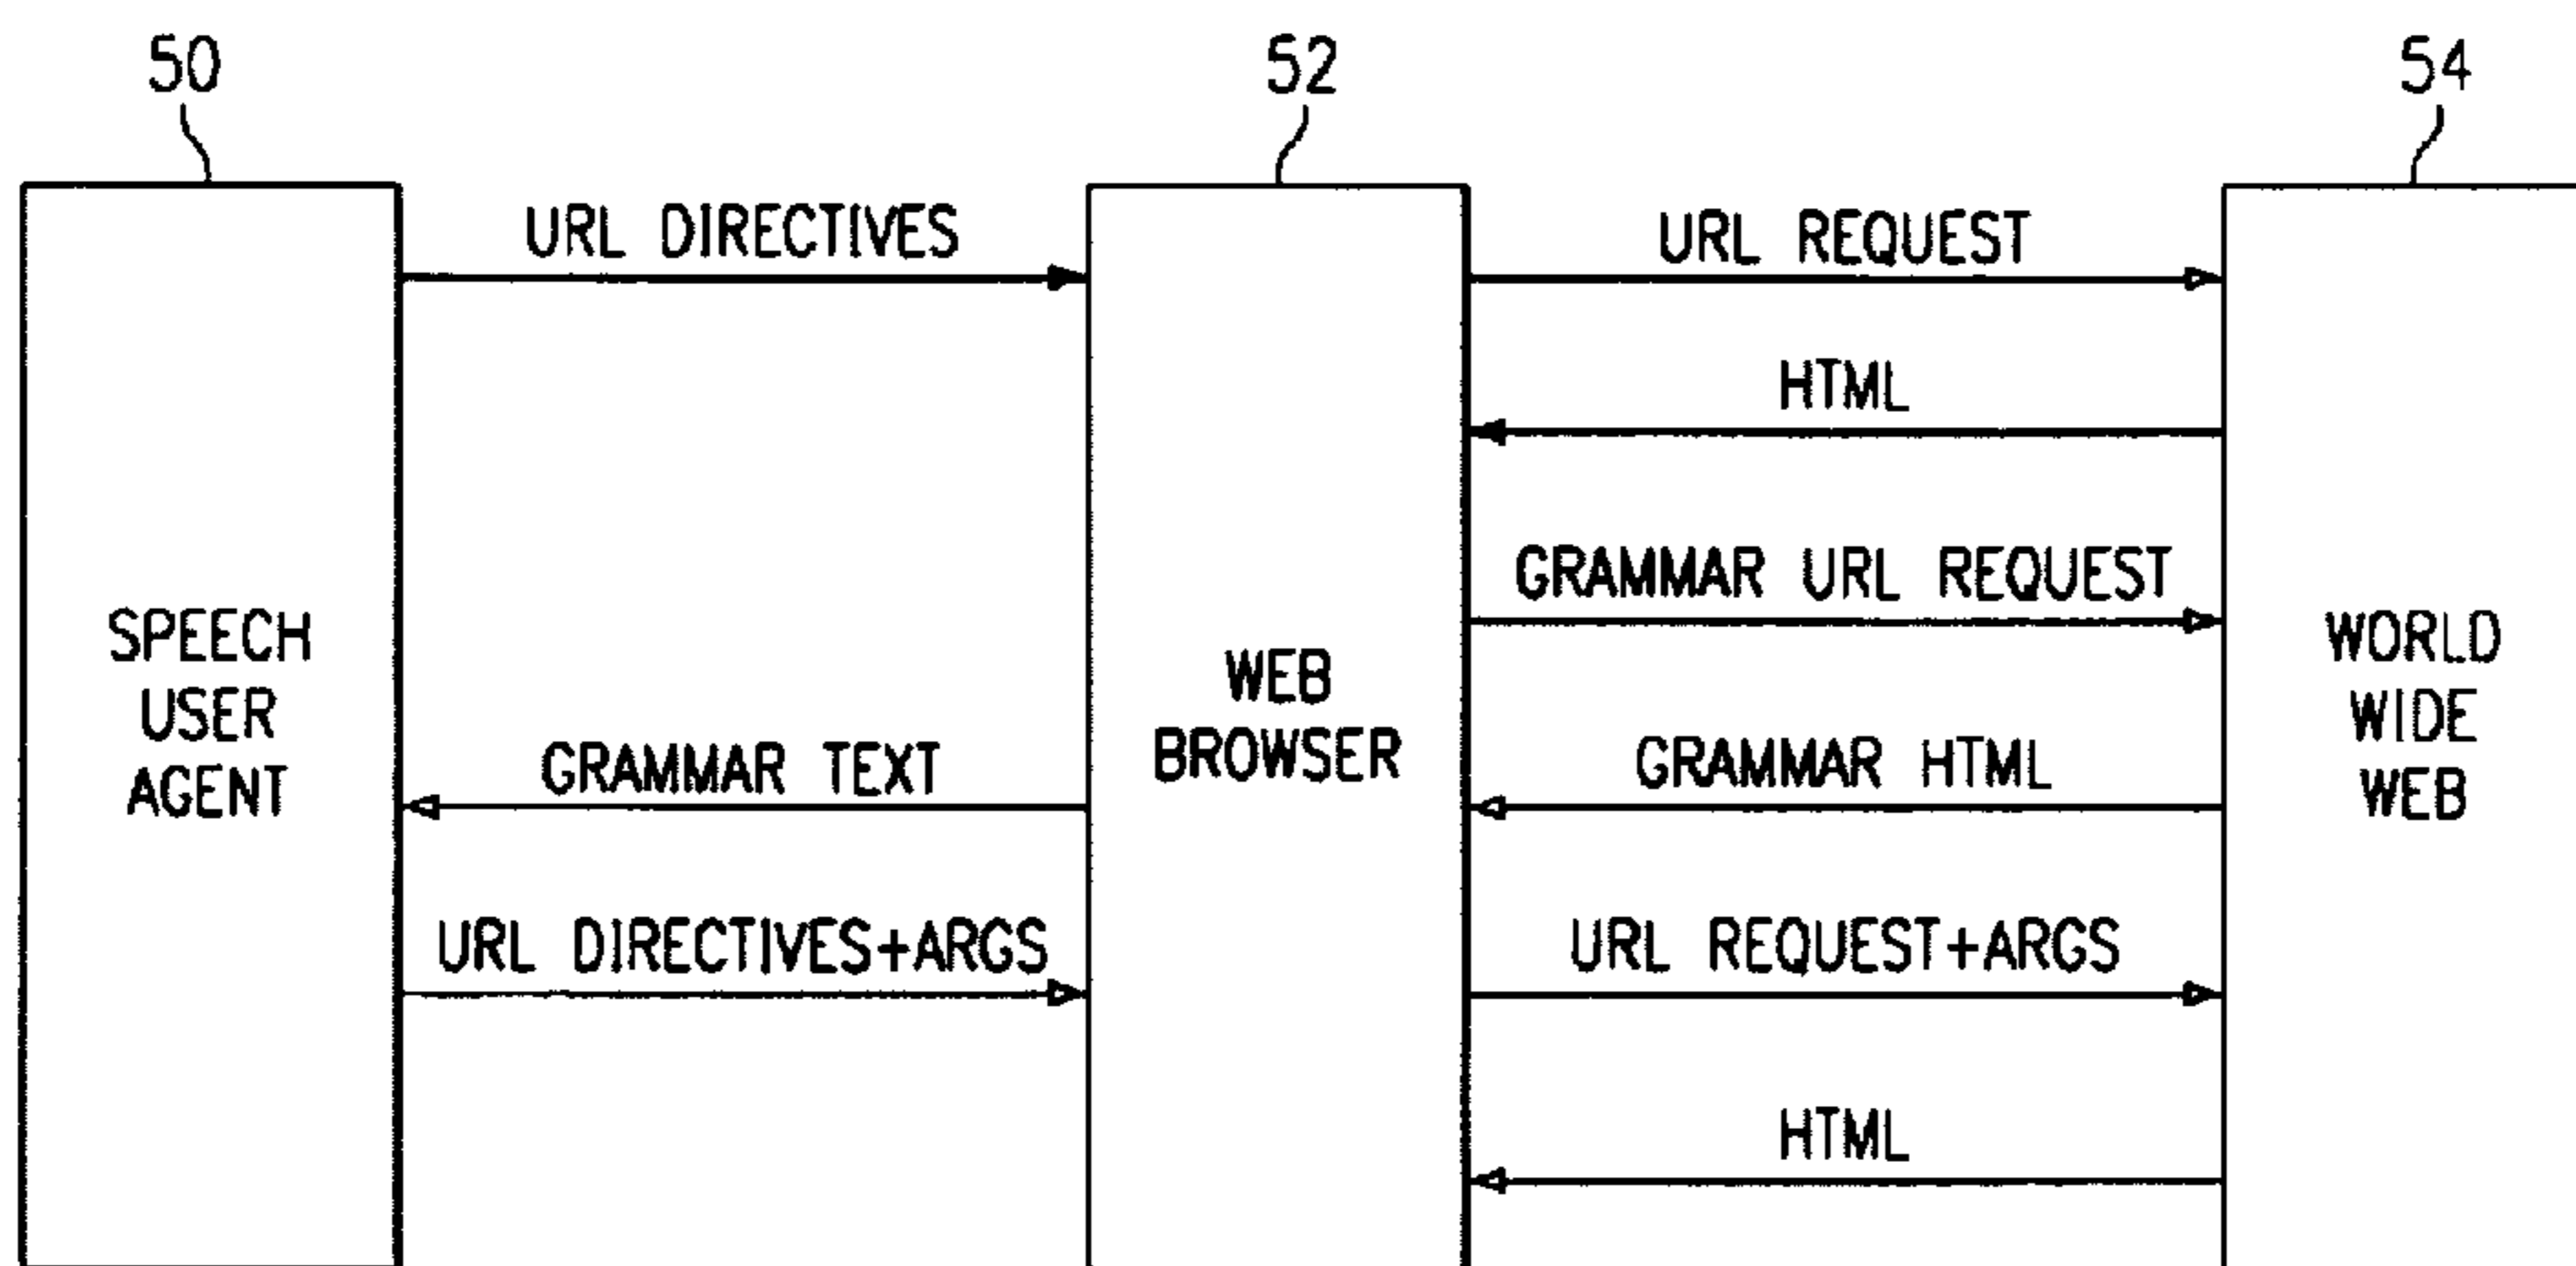 50
52
54
URL DIRECTIVES
URL REQUEST
HTML
GRAMMAR URL REQUEST
SPEECH
USER
AGENT
WEB
BROWSER
WORLD
WIDE
WEB
GRAMMAR TEXT
GRAMMAR HTML
URL DIRECTIVES+ARGS
URL REQUEST+ARGS
HTML